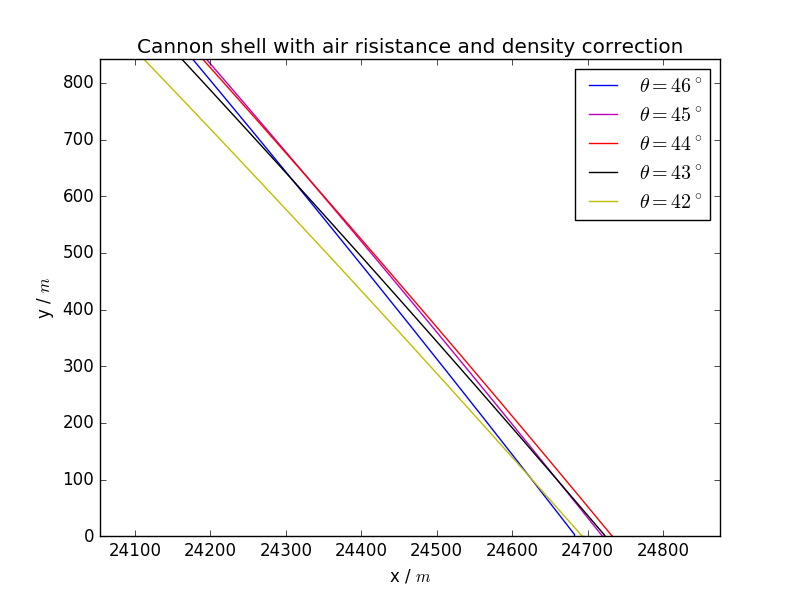 Cannon shell with air risistance and density correction
θ = 46°
θ = 45°
θ = 44°
θ = 43°
θ = 42°
800
700
600
500
400
300
200
100
0
y / m
24100 24200 24300 24400 24500 24600 24700 24800
x / m